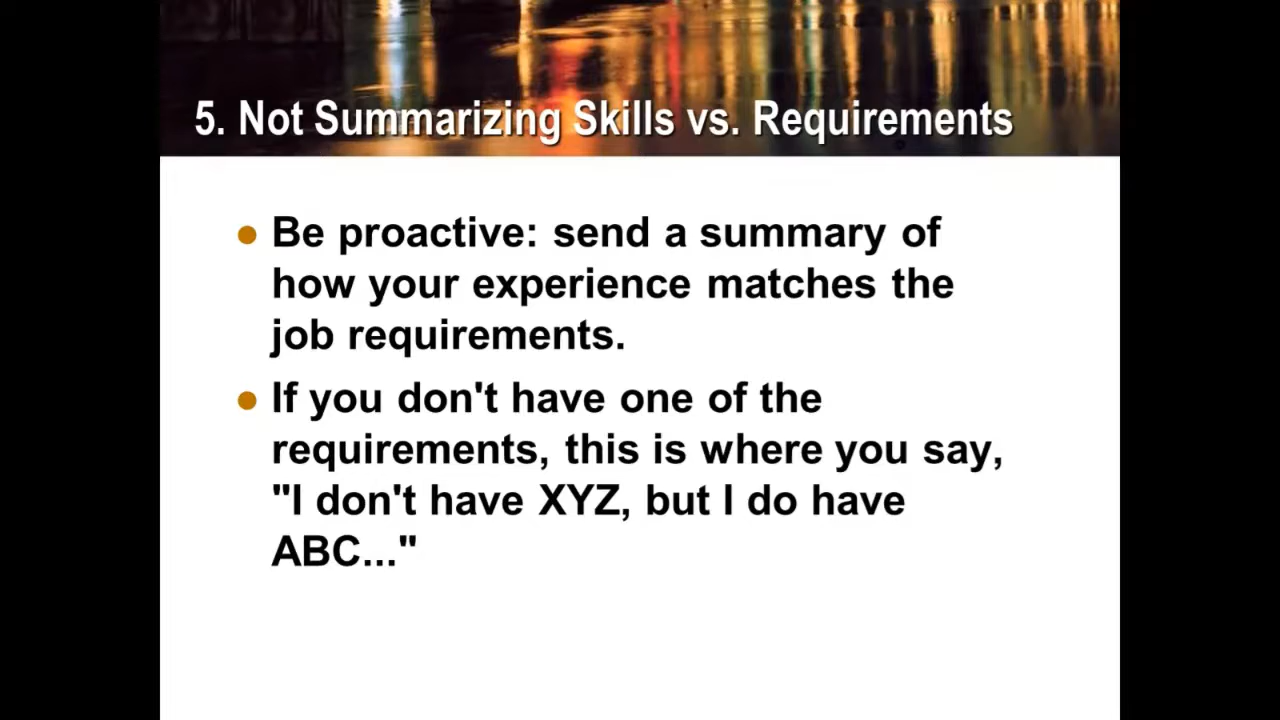 5. Not Summarizing Skills vs. Requirements
Be proactive: send a summary of
how your experience matches the
job requirements.
If you don't have one of the
requirements, this is where you say,
"I don't have XYZ, but I do have
ABC..."